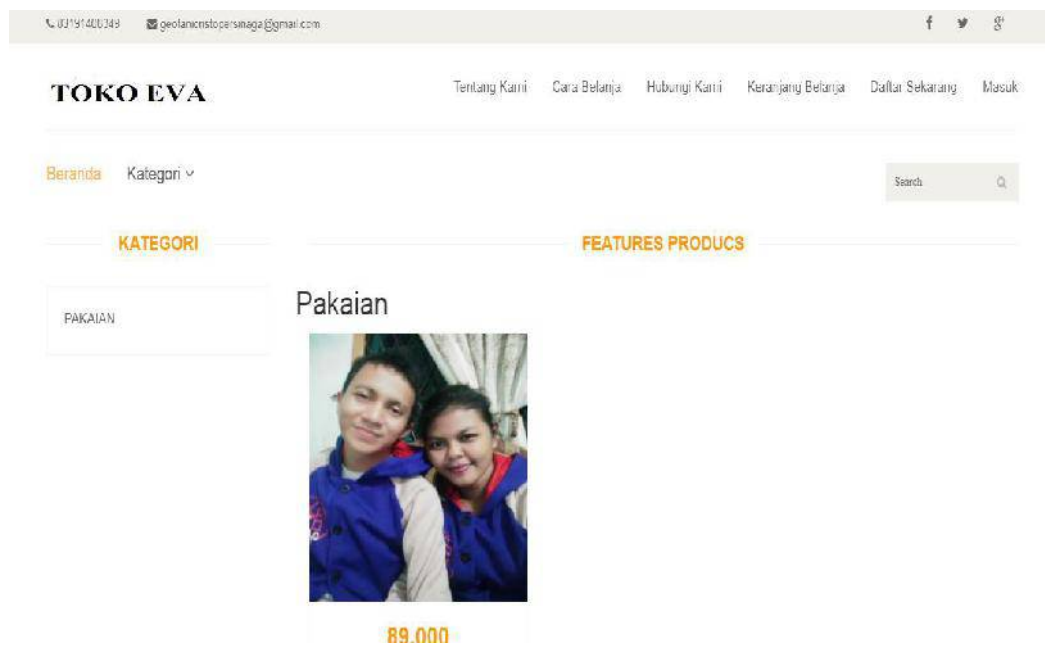 TOKO EVA
Tentang Kami Cara Belanja Hubungi Kami Keranjang Belanja Daftar Sekarang Masuk
Beranda Kategori
Search
KATEGORI
FEATURES PRODUCS
PAKAIAN
Pakaian
89.000